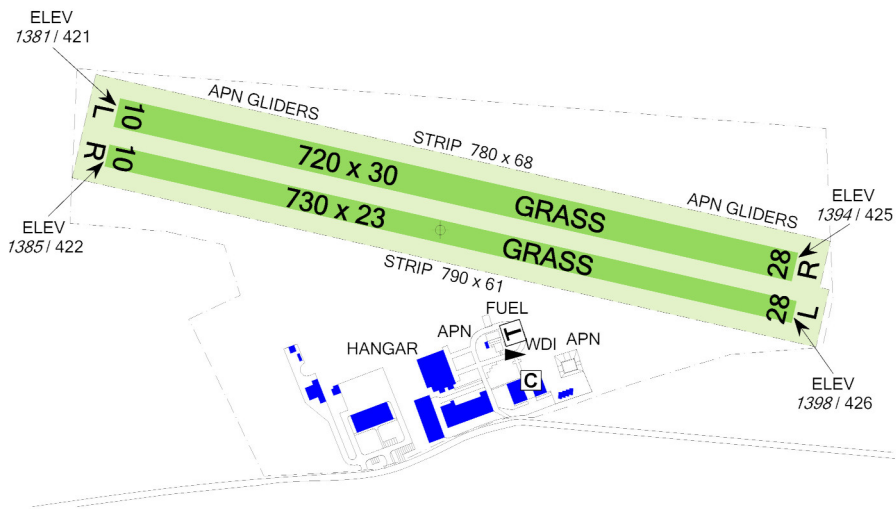 ELEV
1381 / 421
APN GLIDERS
STRIP 780 x 68
10 L
720 x 30
GRASS
28 R
APN GLIDERS
ELEV
1394 / 425
10 R
730 x 23
GRASS
28 L
ELEV
1385 / 422
STRIP 790 x 61
FUEL
APN
T
WDI
APN
HANGAR
C
ELEV
1398 / 426